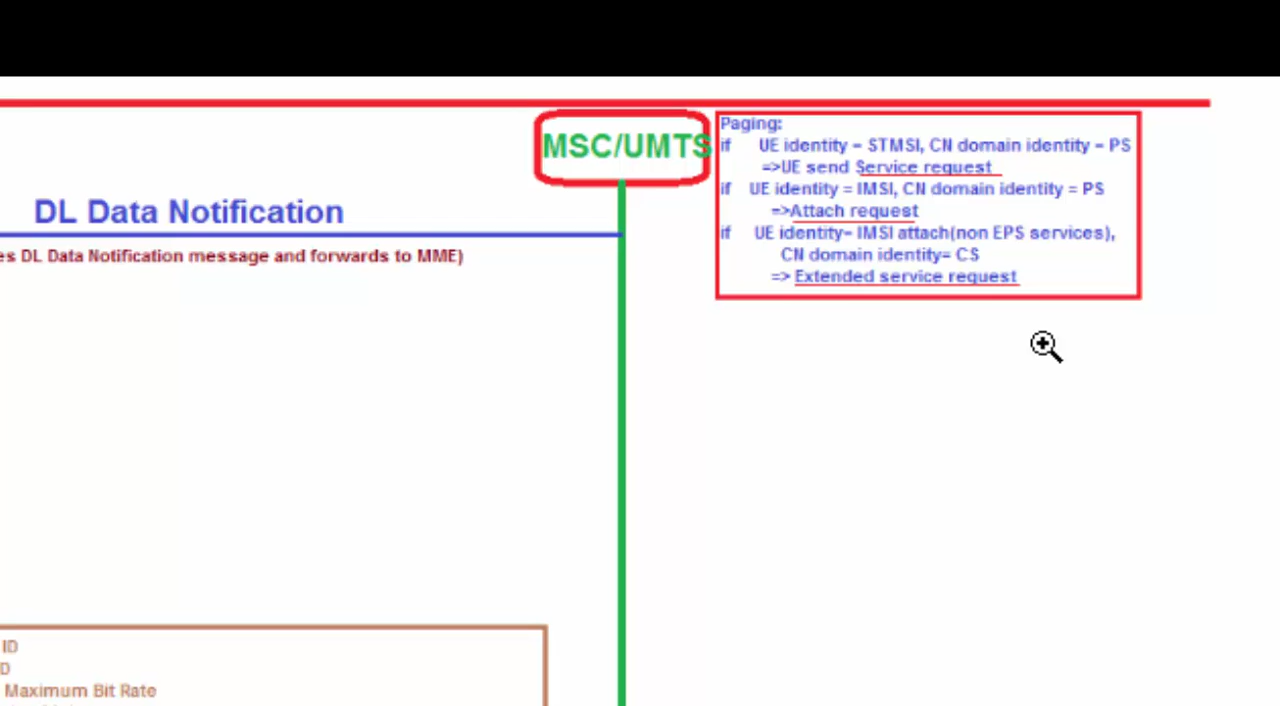 MSC/UMTS
Paging:
if UE identity = STMSI, CN domain identity = PS
=>UE send Service request
if UE identity = IMSI, CN domain identity = PS
=>Attach request
if UE identity= IMSI attach(non EPS services),
CN domain identity= CS
=> Extended service request
DL Data Notification
es DL Data Notification message and forwards to MME)
ID
D
Maximum Bit Rate